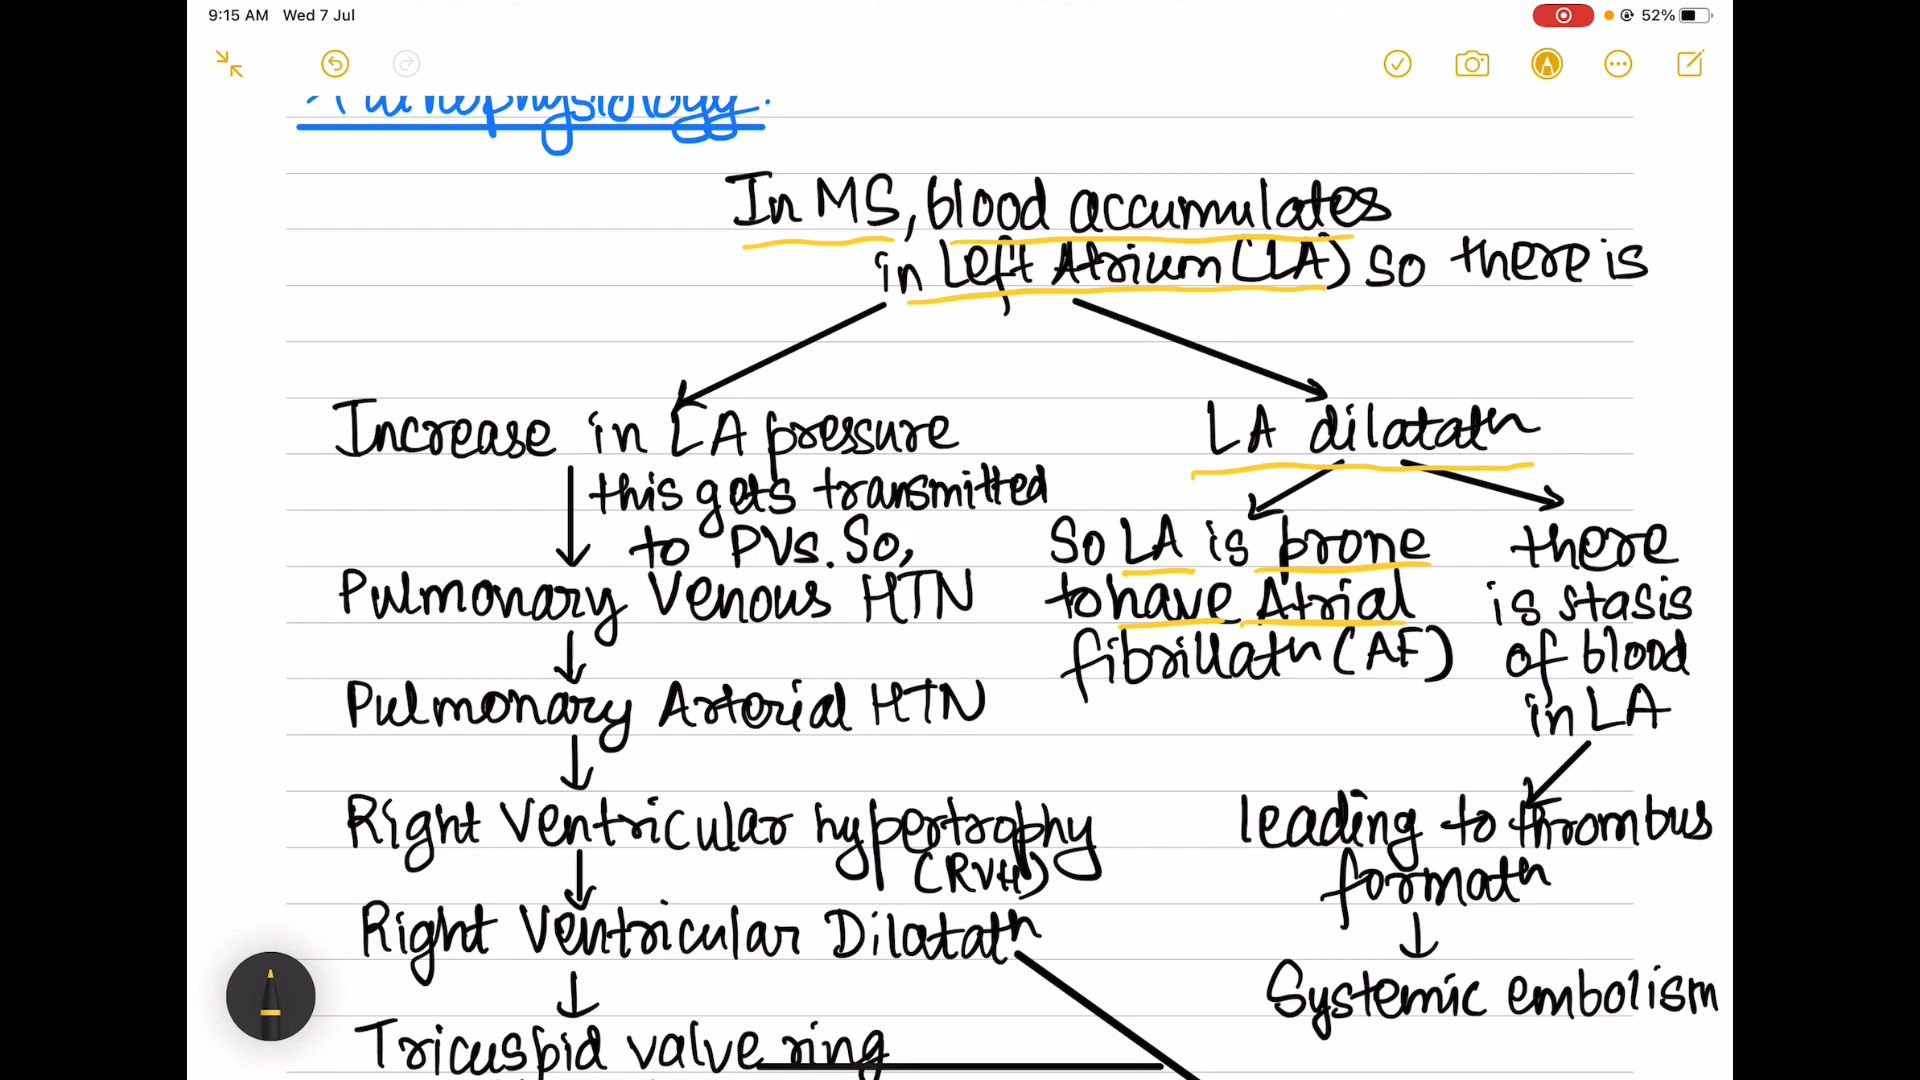 9:15 AM Wed 7 Jul
52%
Pathophysiology:
In MS, blood accumulates
in Left Atrium (LA) so there is
Increase in LA pressure
this gets transmitted
to PVs. So,
Pulmonary Venous HTN
Pulmonary Arterial HTN
Right Ventricular hypertrophy
(RVH)
Right Ventricular Dilatatn
Tricuspid valve ring
LA dilatatn
So LA is prone
to have Atrial
fibrillatn (AF)
there
is stasis
of blood
in LA
leading to thrombus
formatn
Systemic embolism